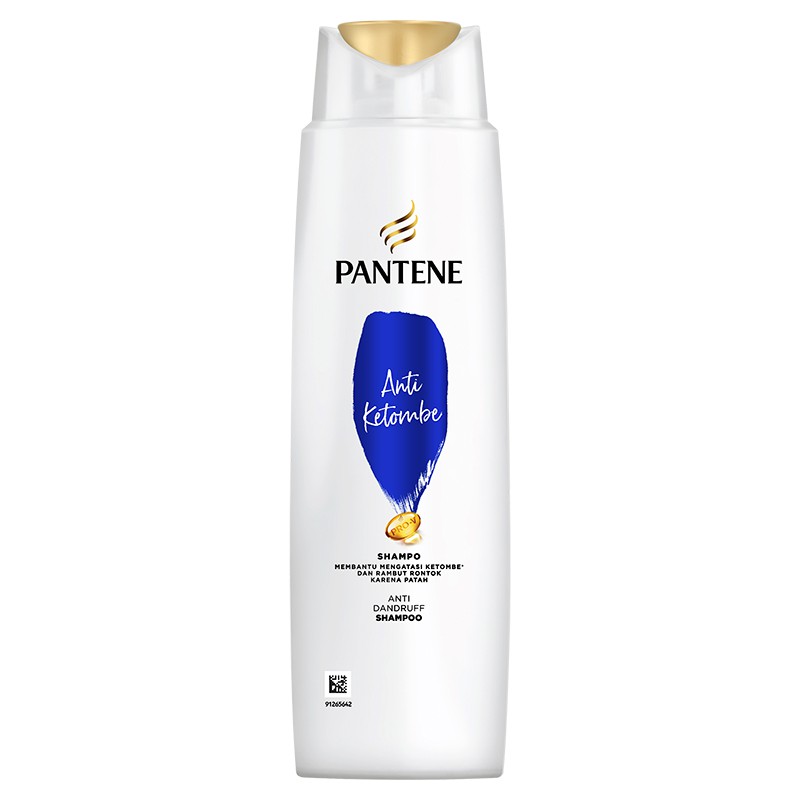 PANTENE
Anti
Ketombe
PRO-V
SHAMPO
MEMBANTU MENGATASI KETOMBE*
DAN RAMBUT RONTOK
KARENA PATAH
ANTI
DANDRUFF
SHAMPOO
91265642